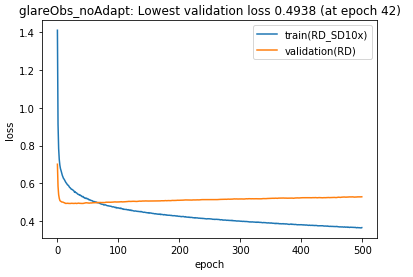 glareObs_noAdapt: Lowest validation loss 0.4938 (at epoch 42)
train(RD_SD10x)
validation(RD)
1.4
1.2
1.0
0.8
0.6
0.4
loss
0 100 200 300 400 500
epoch